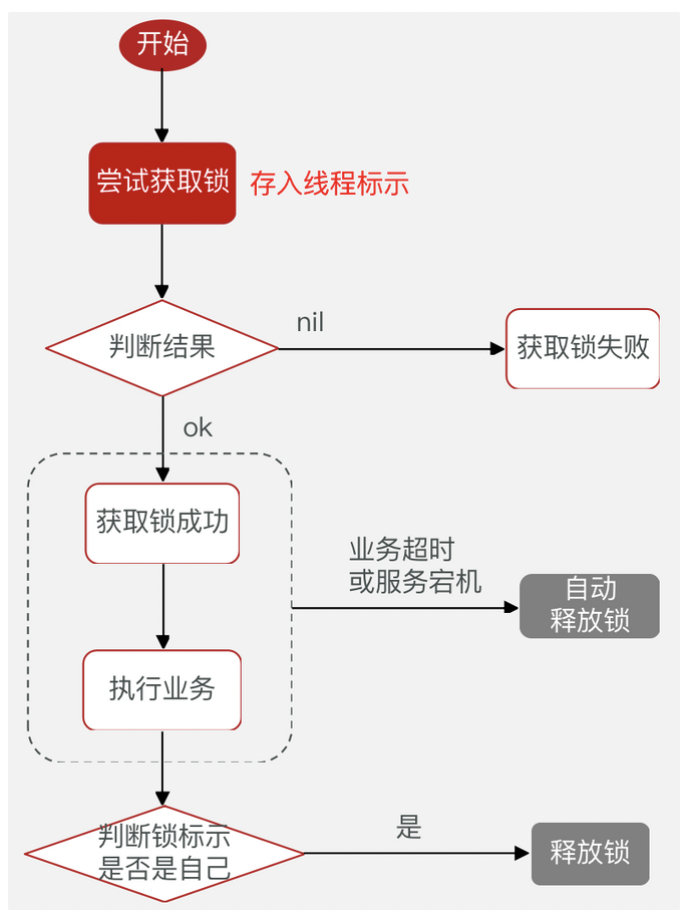 开始
尝试获取锁
存入线程标示
判断结果
nil
获取锁失败
ok
获取锁成功
业务超时
或服务宕机
自动
释放锁
执行业务
判断锁标示
是否是自己
是
释放锁